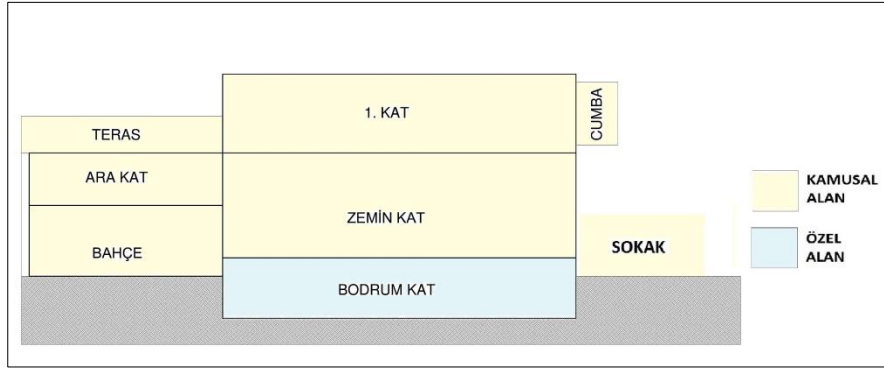 1. KAT
CUMBA
TERAS
ARA KAT
ZEMİN KAT
BAHÇE
SOKAK
BODRUM KAT
KAMUSAL
ALAN
ÖZEL
ALAN